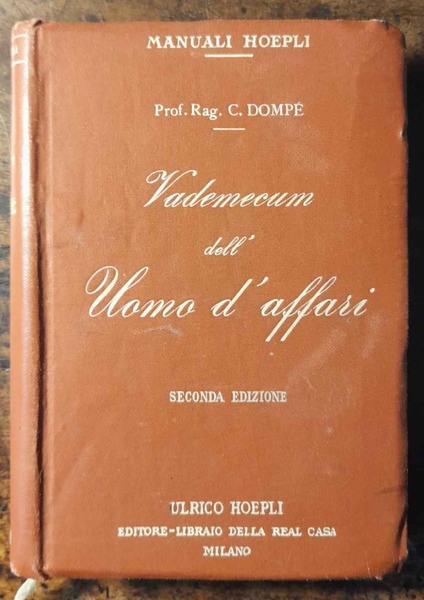 MANUALI HOEPLI
Prof. Rag. C. DOMPÉ
Vademecum
dell'
Uomo d'affari
SECONDA EDIZIONE
ULRICO HOEPLI
EDITORE-LIBRAIO DELLA REAL CASA
MILANO